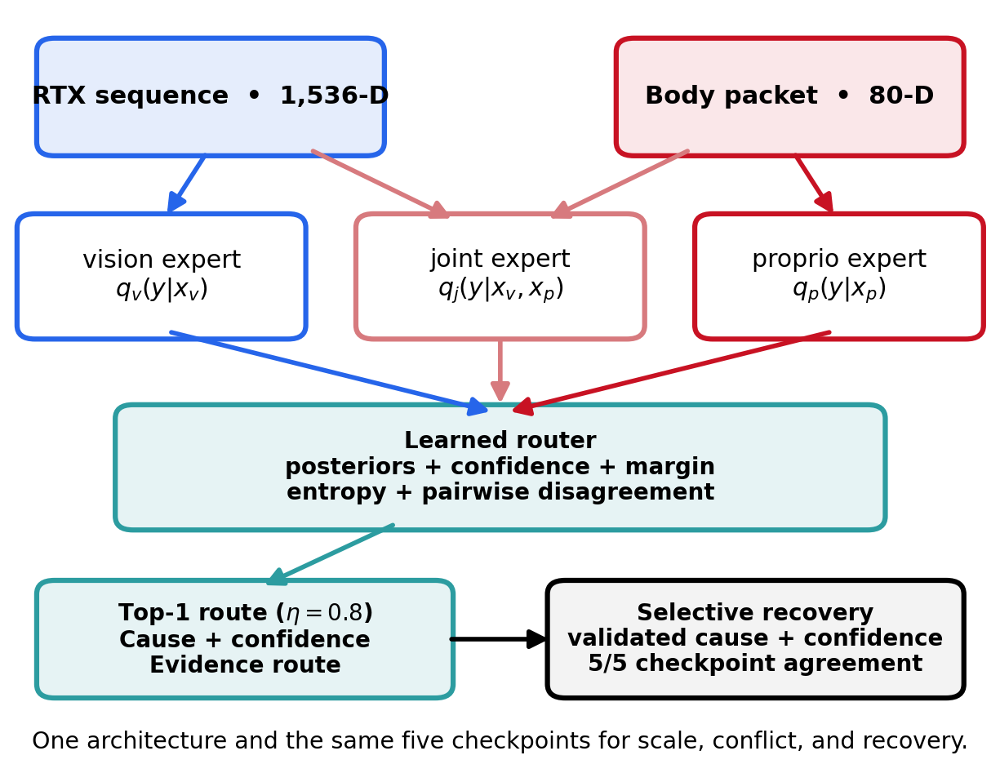 RTX sequence • 1,536-D
Body packet • 80-D
vision expert
q_v(y|x_v)
joint expert
q_j(y|x_v, x_p)
proprio expert
q_p(y|x_p)
Learned router
posteriors + confidence + margin
entropy + pairwise disagreement
Top-1 route (η = 0.8)
Cause + confidence
Evidence route
Selective recovery
validated cause + confidence
5/5 checkpoint agreement
One architecture and the same five checkpoints for scale, conflict, and recovery.